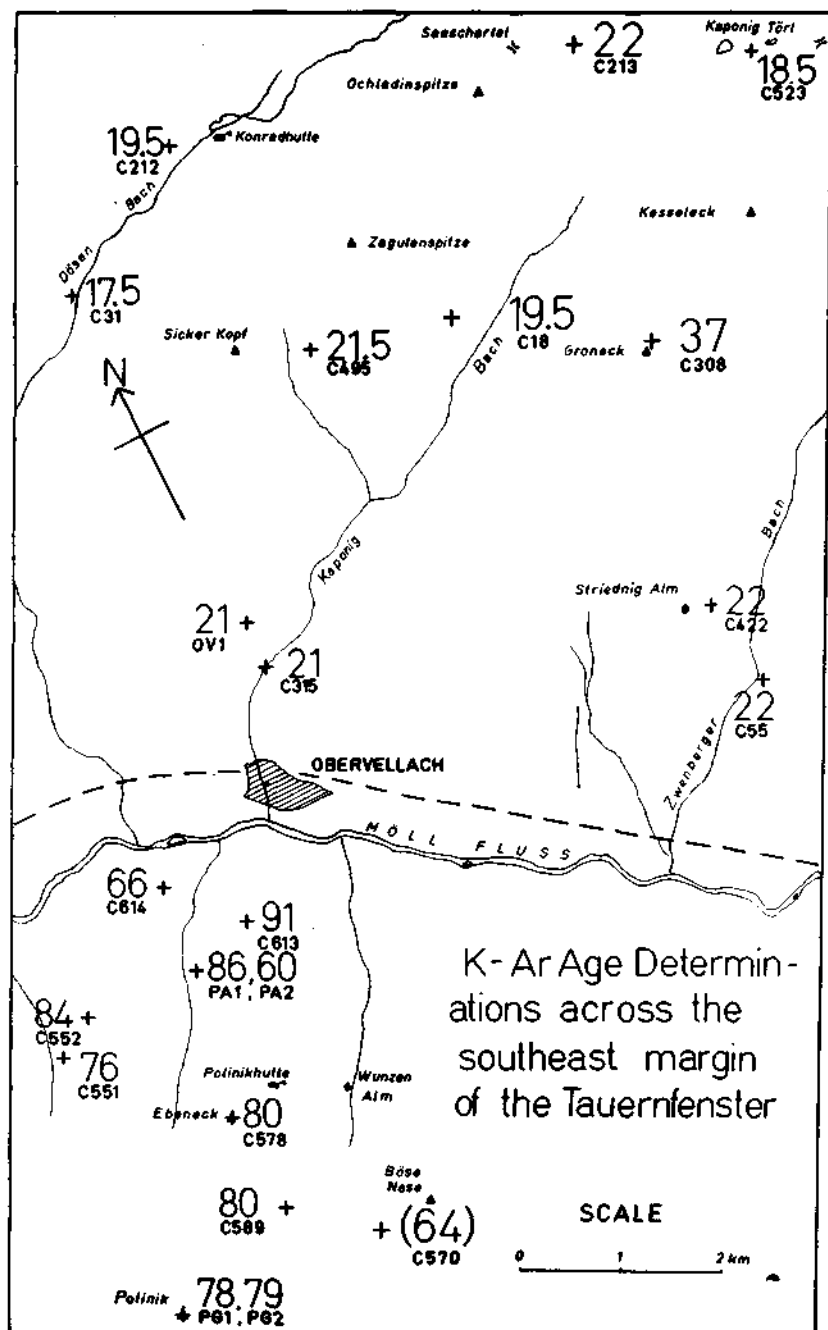 Seeschartel
22
C213
Kaponig Törl
18.5
C523
Ochladinspitze
19.5
C212
Konradhutte
Dösen Bach
Kesseleck
Zagutenspitze
17.5
C31
Sicker Kopf
21.5
C495
19.5
C18
Groneck
37
C308
N
Kaponig Bach
Striednig Alm
22
C422
21
OV1
21
C315
22
C55
Zwenberger Bach
OBERVELLACH
MÖLL FLUSS
66
C614
91
C613
86,60
PA1, PA2
84
C552
76
C551
K-Ar Age Determin-
ations across the
southeast margin
of the Tauernfenster
Polinikhutte
Wunzen
Alm
Ebeneck
80
C578
80
C589
Böse
Nase
(64)
C570
SCALE
0 1 2 km
Polinik
78,79
PG1, PG2